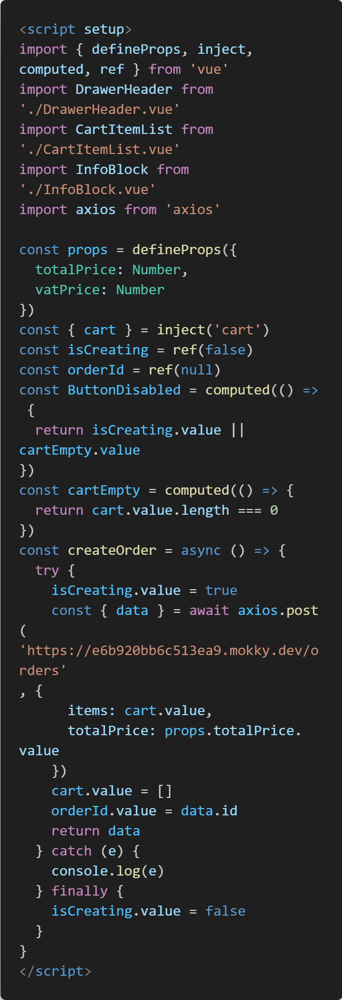 <script setup>
import { defineProps, inject,
computed, ref } from 'vue'
import DrawerHeader from
'./DrawerHeader.vue'
import CartItemList from
'./CartItemList.vue'
import InfoBlock from
'./InfoBlock.vue'
import axios from 'axios'

const props = defineProps({
  totalPrice: Number,
  vatPrice: Number
})
const { cart } = inject('cart')
const isCreating = ref(false)
const orderId = ref(null)
const ButtonDisabled = computed(() =>
 {
  return isCreating.value ||
cartEmpty.value
})
const cartEmpty = computed(() => {
  return cart.value.length === 0
})
const createOrder = async () => {
  try {
    isCreating.value = true
    const { data } = await axios.post
(
'https://e6b920bb6c513ea9.mokky.dev/o
rders'
, {
      items: cart.value,
      totalPrice: props.totalPrice.
value
    })
    cart.value = []
    orderId.value = data.id
    return data
  } catch (e) {
    console.log(e)
  } finally {
    isCreating.value = false
  }
}
</script>